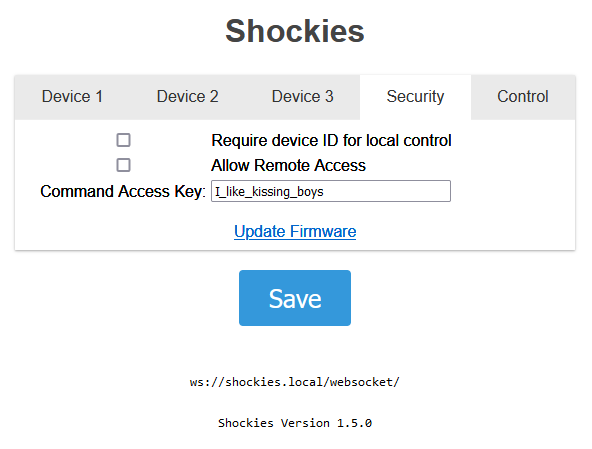 Shockies
Device 1 Device 2 Device 3 Security Control
Require device ID for local control
Allow Remote Access
Command Access Key: I_like_kissing_boys
Update Firmware
Save
ws://shockies.local/websocket/
Shockies Version 1.5.0